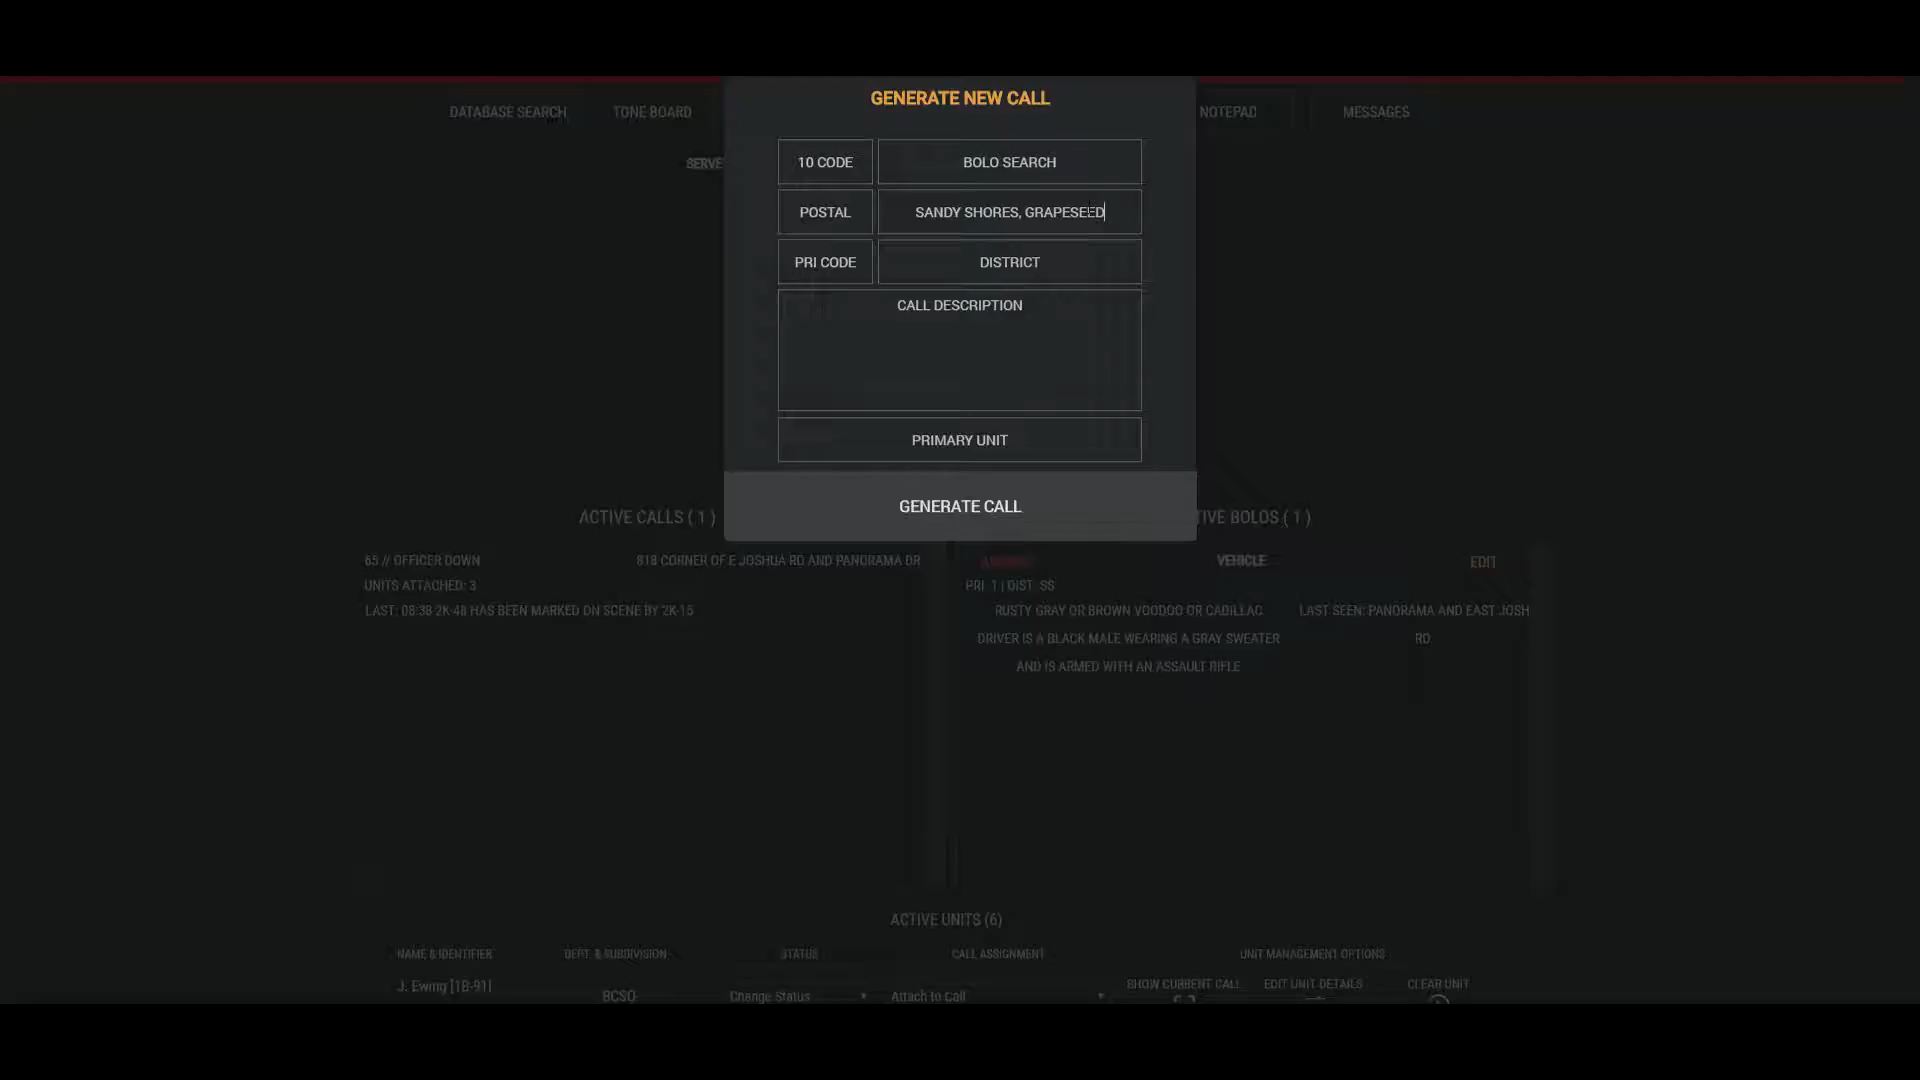 GENERATE NEW CALL
DATABASE SEARCH TONE BOARD NOTEPAD MESSAGES
SERVE
10 CODE BOLO SEARCH
POSTAL SANDY SHORES, GRAPESEED
PRI CODE DISTRICT
CALL DESCRIPTION
PRIMARY UNIT
GENERATE CALL
ACTIVE CALLS ( 1 ) TIVE BOLOS ( 1 )
65 // OFFICER DOWN 818 CORNER OF E JOSHUA RD AND PANORAMA DR
UNITS ATTACHED: 3
LAST: 08:38 2K-48 HAS BEEN MARKED ON SCENE BY 2K-15
VEHICLE EDIT
PRI: 1 | DIST: SS
RUSTY GRAY OR BROWN VOODOO OR CADILLAC
DRIVER IS A BLACK MALE WEARING A GRAY SWEATER
AND IS ARMED WITH AN ASSAULT RIFLE
LAST SEEN: PANORAMA AND EAST JOSH
RD
ACTIVE UNITS (6)
NAME & IDENTIFIER DEPT. & SUBDIVISION STATUS CALL ASSIGNMENT UNIT MANAGEMENT OPTIONS
J. Ewing [1B-91] BCSO Change Status Attach to Call SHOW CURRENT CALL EDIT UNIT DETAILS CLEAR UNIT